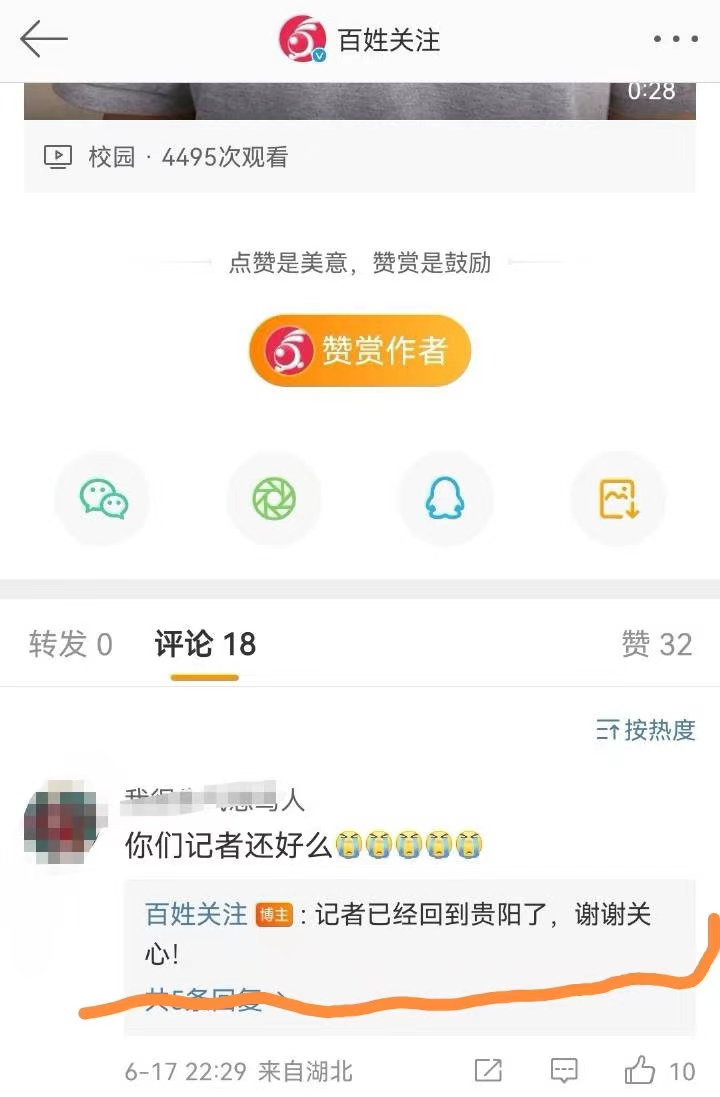 百姓关注
0:28
校园 · 4495次观看
点赞是美意，赞赏是鼓励
赞赏作者
转发 0 评论 18 赞 32
按热度
人
你们记者还好么😭😭😭😭😭
百姓关注 博主：记者已经回到贵阳了，谢谢关
心！
共5条回复 >
6-17 22:29 来自湖北 10